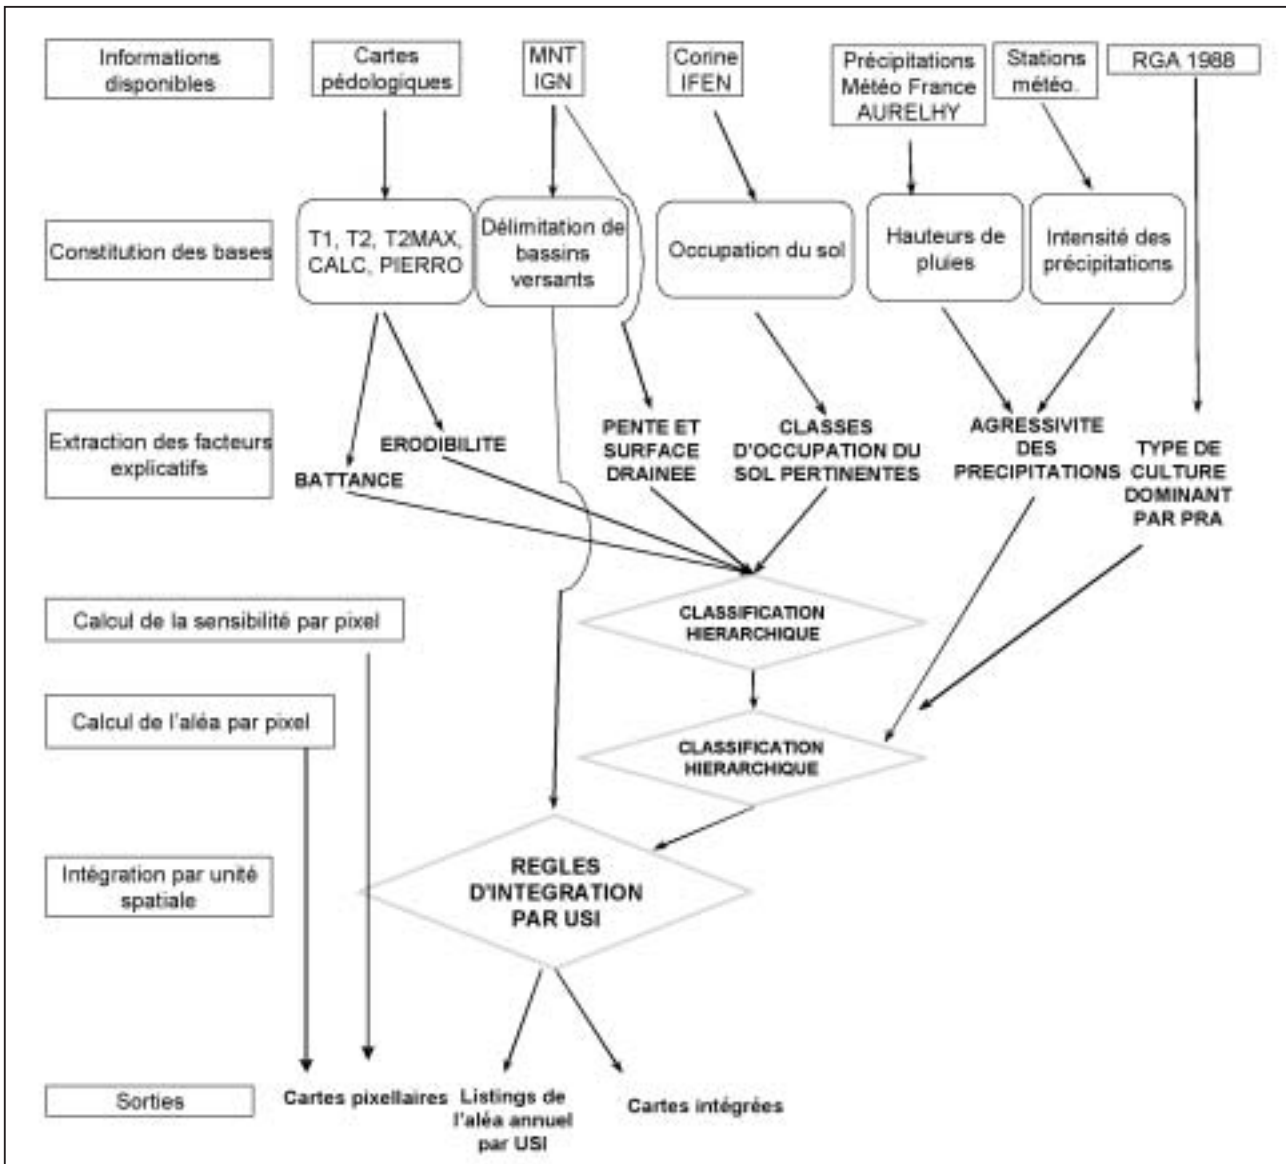 Informations
disponibles
Cartes
pédologiques
MNT
IGN
Corine
IFEN
Précipitations
Météo France
AURELHY
Stations
météo.
RGA 1988
Constitution des bases
T1, T2, T2MAX,
CALC, PIERRO
Délimitation de
bassins
versants
Occupation du sol
Hauteurs de
pluies
Intensité des
précipitations
Extraction des facteurs
explicatifs
BATTANCE
ERODIBILITE
PENTE ET
SURFACE
DRAINEE
CLASSES
D'OCCUPATION DU
SOL PERTINENTES
AGRESSIVITE
DES
PRECIPITATIONS
TYPE DE
CULTURE
DOMINANT
PAR PRA
Calcul de la sensibilité par pixel
CLASSIFICATION
HIERARCHIQUE
Calcul de l'aléa par pixel
CLASSIFICATION
HIERARCHIQUE
Intégration par unité
spatiale
REGLES
D'INTEGRATION
PAR USI
Sorties
Cartes pixellaires
Listings de
l'aléa annuel
par USI
Cartes intégrées